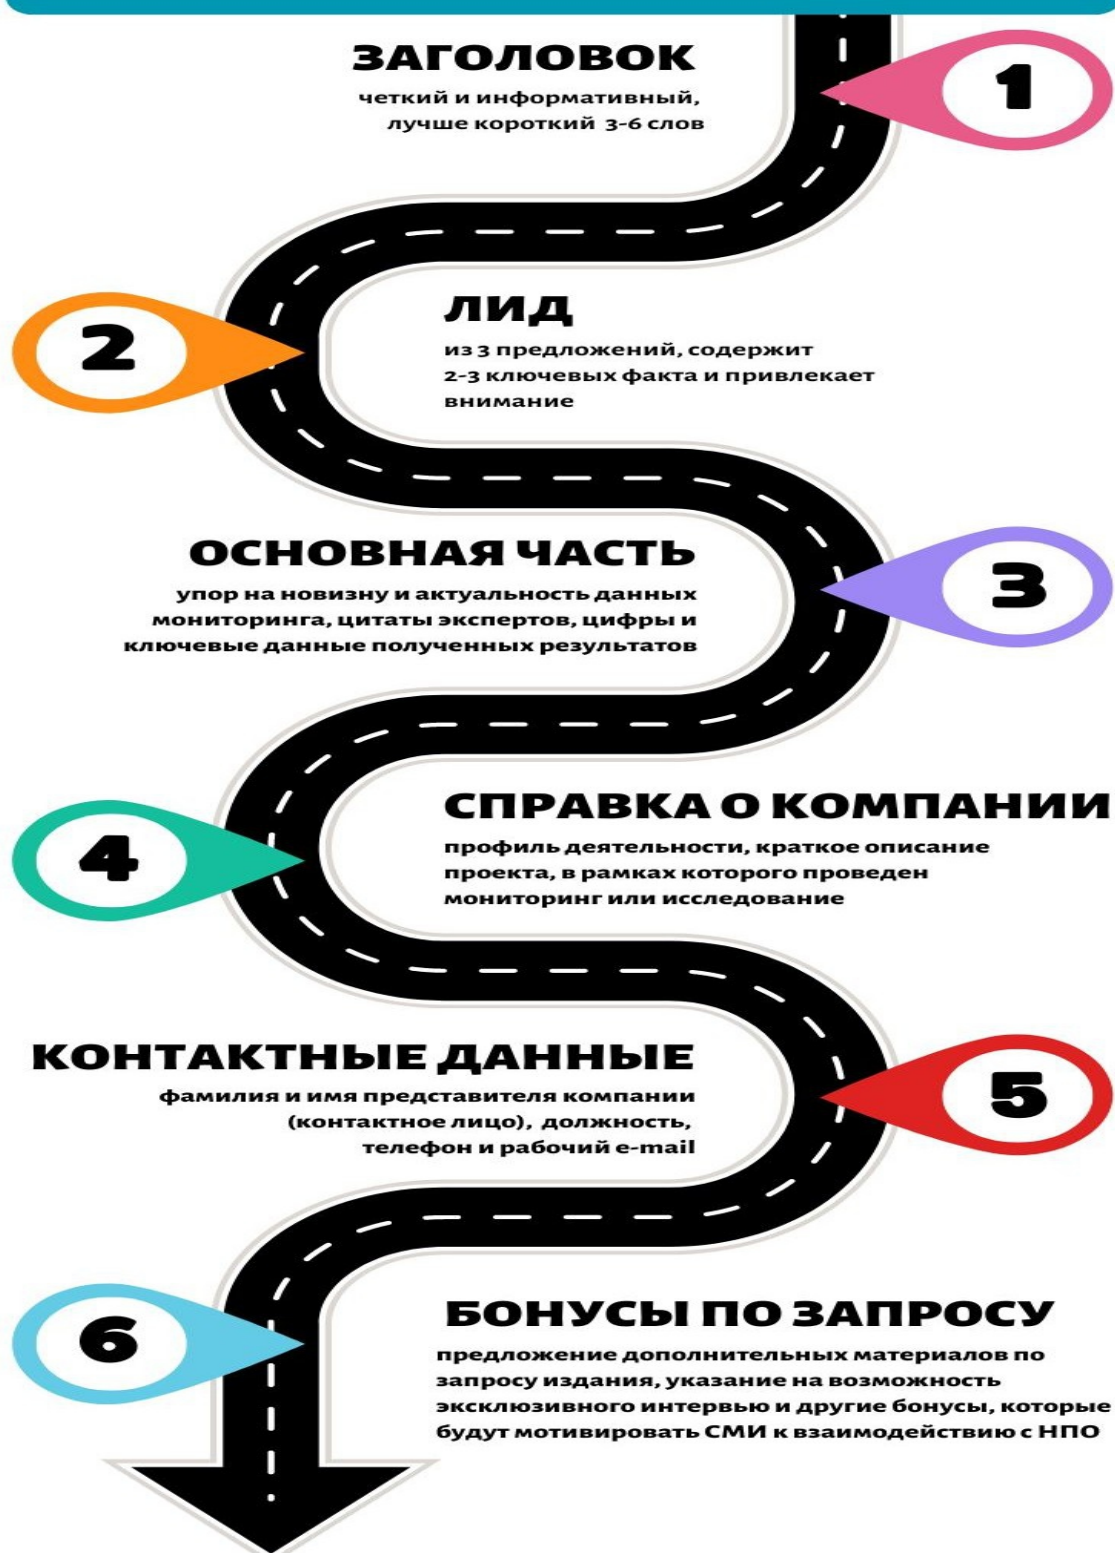 1
ЗАГОЛОВОК
четкий и информативный,
лучше короткий 3-6 слов
2
ЛИД
из 3 предложений, содержит
2-3 ключевых факта и привлекает
внимание
3
ОСНОВНАЯ ЧАСТЬ
упор на новизну и актуальность данных
мониторинга, цитаты экспертов, цифры и
ключевые данные полученных результатов
4
СПРАВКА О КОМПАНИИ
профиль деятельности, краткое описание
проекта, в рамках которого проведен
мониторинг или исследование
5
КОНТАКТНЫЕ ДАННЫЕ
фамилия и имя представителя компании
(контактное лицо), должность,
телефон и рабочий e-mail
6
БОНУСЫ ПО ЗАПРОСУ
предложение дополнительных материалов по
запросу издания, указание на возможность
эксклюзивного интервью и другие бонусы, которые
будут мотивировать СМИ к взаимодействию с НПО